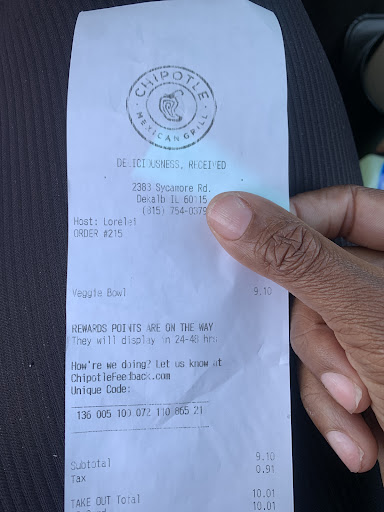 CHIPOTLE
MEXICAN GRILL
DELICIOUSNESS, RECEIVED
2383 Sycamore Rd.
Dekalb IL 60115
(815) 754-0379
Host: Lorelei
ORDER #215
Veggie Bowl 9.10
REWARDS POINTS ARE ON THE WAY
They will display in 24-48 hrs
How're we doing? Let us know at
ChipotleFeedback.com
Unique Code:
136 005 100 072 110 865 21
Subtotal 9.10
Tax 0.91
TAKE OUT Total 10.01
10.01